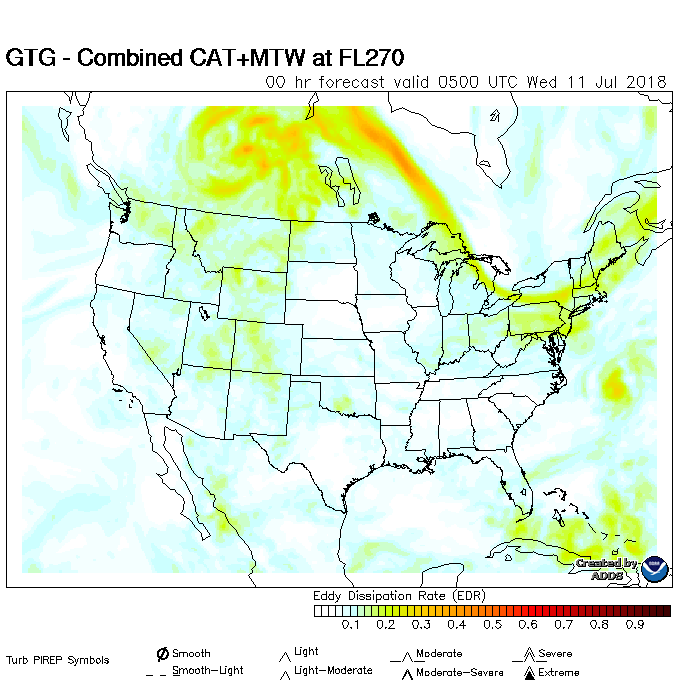 GTG - Combined CAT+MTW at FL270
00 hr forecast valid 0500 UTC Wed 11 Jul 2018
Created by
ADDS
Eddy Dissipation Rate (EDR)
0.1 0.2 0.3 0.4 0.5 0.6 0.7 0.8 0.9
Turb PIREP Symbols
Smooth Light Moderate Severe
Smooth-Light Light-Moderate Moderate-Severe Extreme